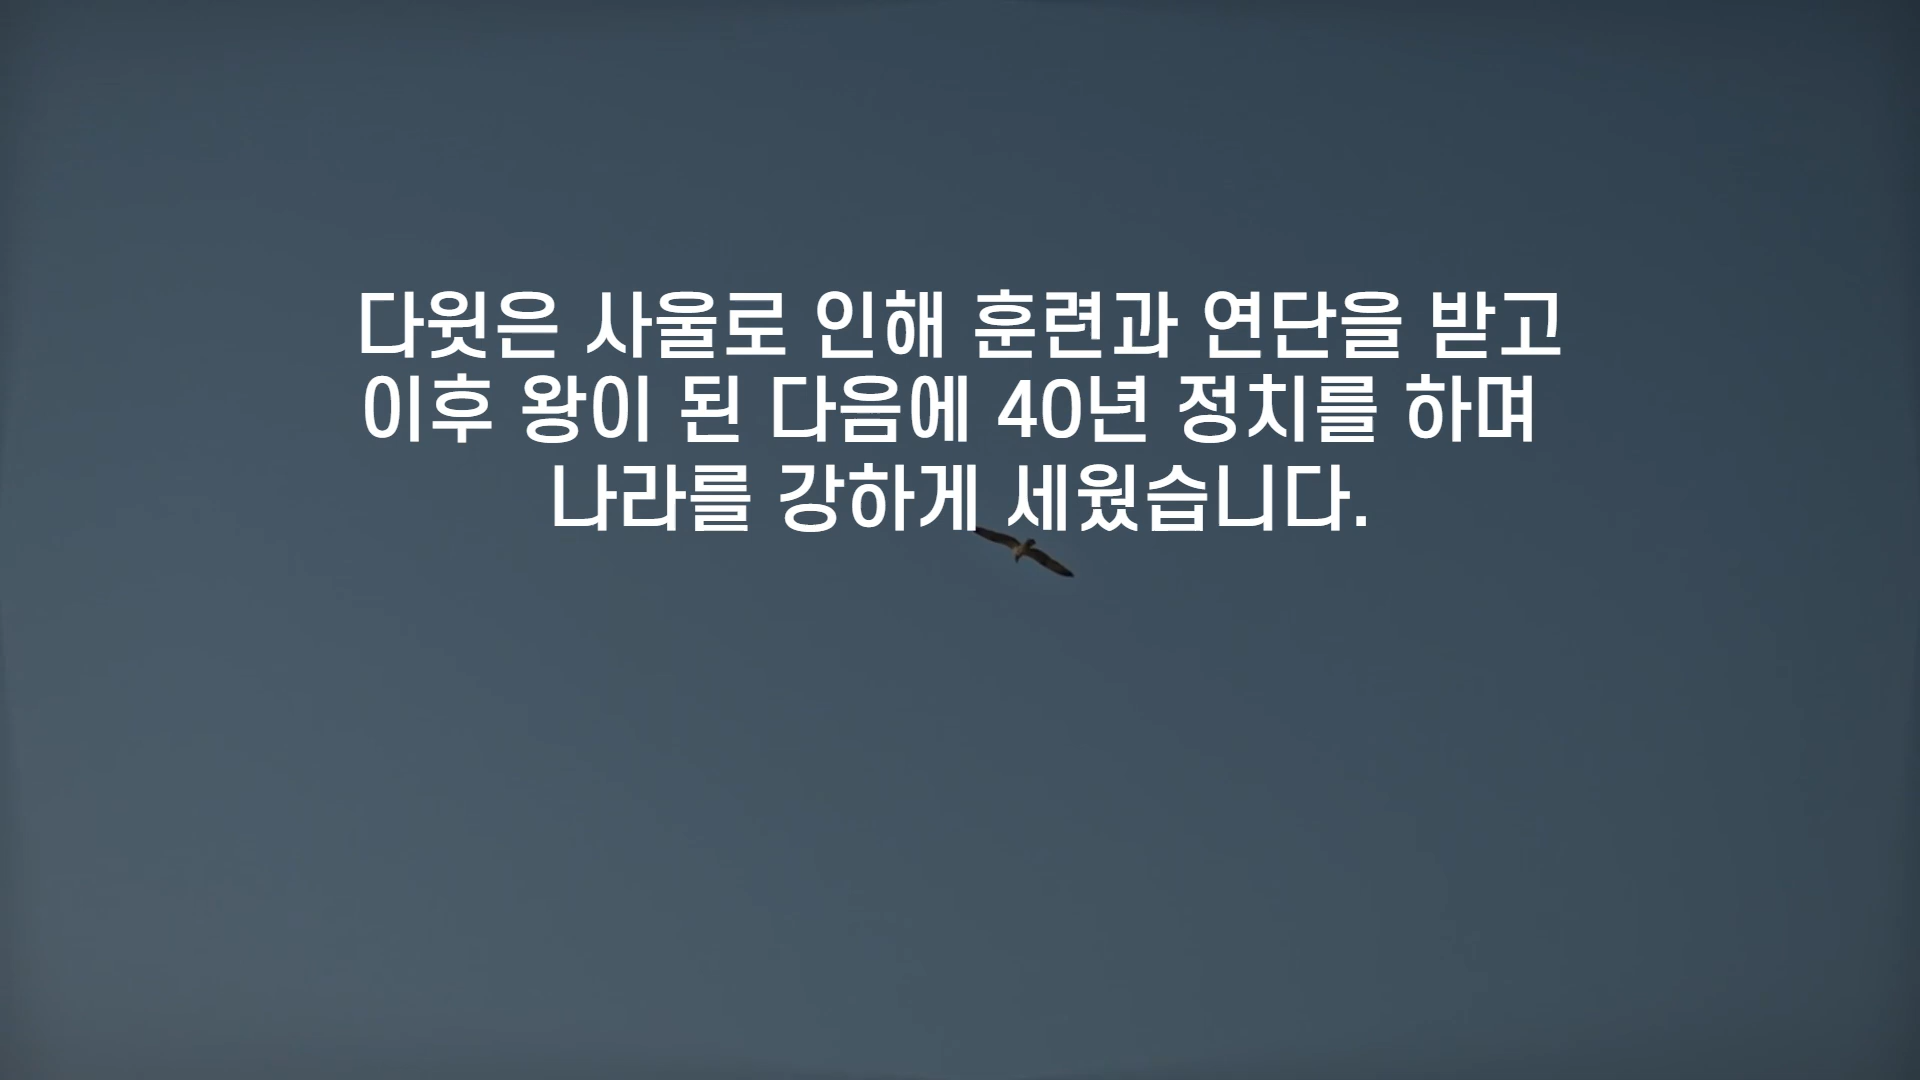 다윗은 사울로 인해 훈련과 연단을 받고
이후 왕이 된 다음에 40년 정치를 하며
나라를 강하게 세웠습니다.